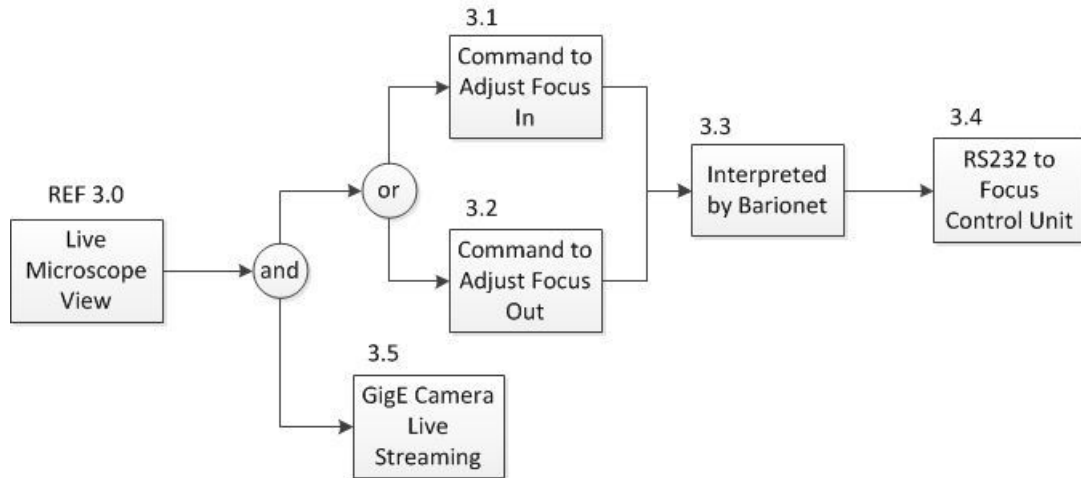 REF 3.0
Live
Microscope
View
and
or
3.1
Command to
Adjust Focus
In
3.2
Command to
Adjust Focus
Out
3.3
Interpreted
by Barionet
3.4
RS232 to
Focus
Control Unit
3.5
GigE Camera
Live
Streaming